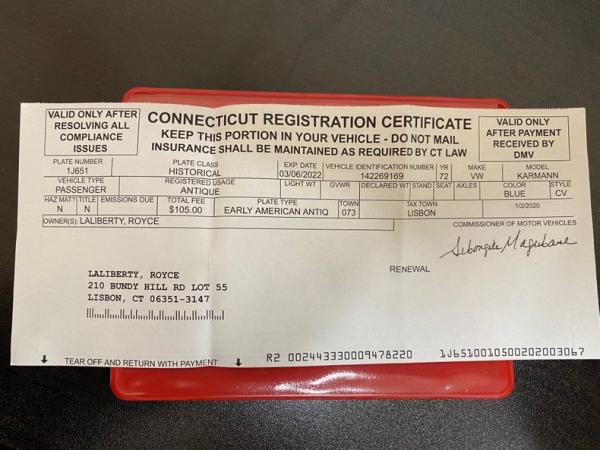 VALID ONLY AFTER RESOLVING ALL COMPLIANCE ISSUES
CONNECTICUT REGISTRATION CERTIFICATE
KEEP THIS PORTION IN YOUR VEHICLE - DO NOT MAIL
INSURANCE SHALL BE MAINTAINED AS REQUIRED BY CT LAW
VALID ONLY AFTER PAYMENT RECEIVED BY DMV
PLATE NUMBER PLATE CLASS EXP. DATE VEHICLE IDENTIFICATION NUMBER YR MAKE MODEL
1J651 HISTORICAL 03/06/2022 142269169 72 VW KARMANN
VEHICLE TYPE REGISTERED USAGE LIGHT WT GVWR DECLARED WT STAND SEAT AXLES COLOR STYLE
PASSENGER ANTIQUE BLUE CV
HAZ MAT? TITLE EMISSIONS DUE TOTAL FEE PLATE TYPE TOWN TAX TOWN
N N $105.00 EARLY AMERICAN ANTIQ 073 LISBON 1/2/2020
OWNER(S): LALIBERTY, ROYCE
COMMISSIONER OF MOTOR VEHICLES
Sibongile Magubane
RENEWAL
LALIBERTY, ROYCE
210 BUNDY HILL RD LOT 55
LISBON, CT 06351-3147
TEAR OFF AND RETURN WITH PAYMENT
R2 002443330009478220 1J6510010500202003067